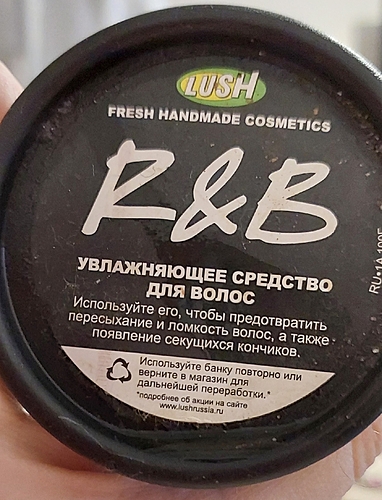 LUSH
FRESH HANDMADE COSMETICS
R&B
УВЛАЖНЯЮЩЕЕ СРЕДСТВО
ДЛЯ ВОЛОС
Используйте его, чтобы предотвратить
пересыхание и ломкость волос, а также
появление секущихся кончиков.
Используйте банку повторно или
верните в магазин для
дальнейшей переработки.*
*подробнее об акции на сайте
www.lushrussia.ru